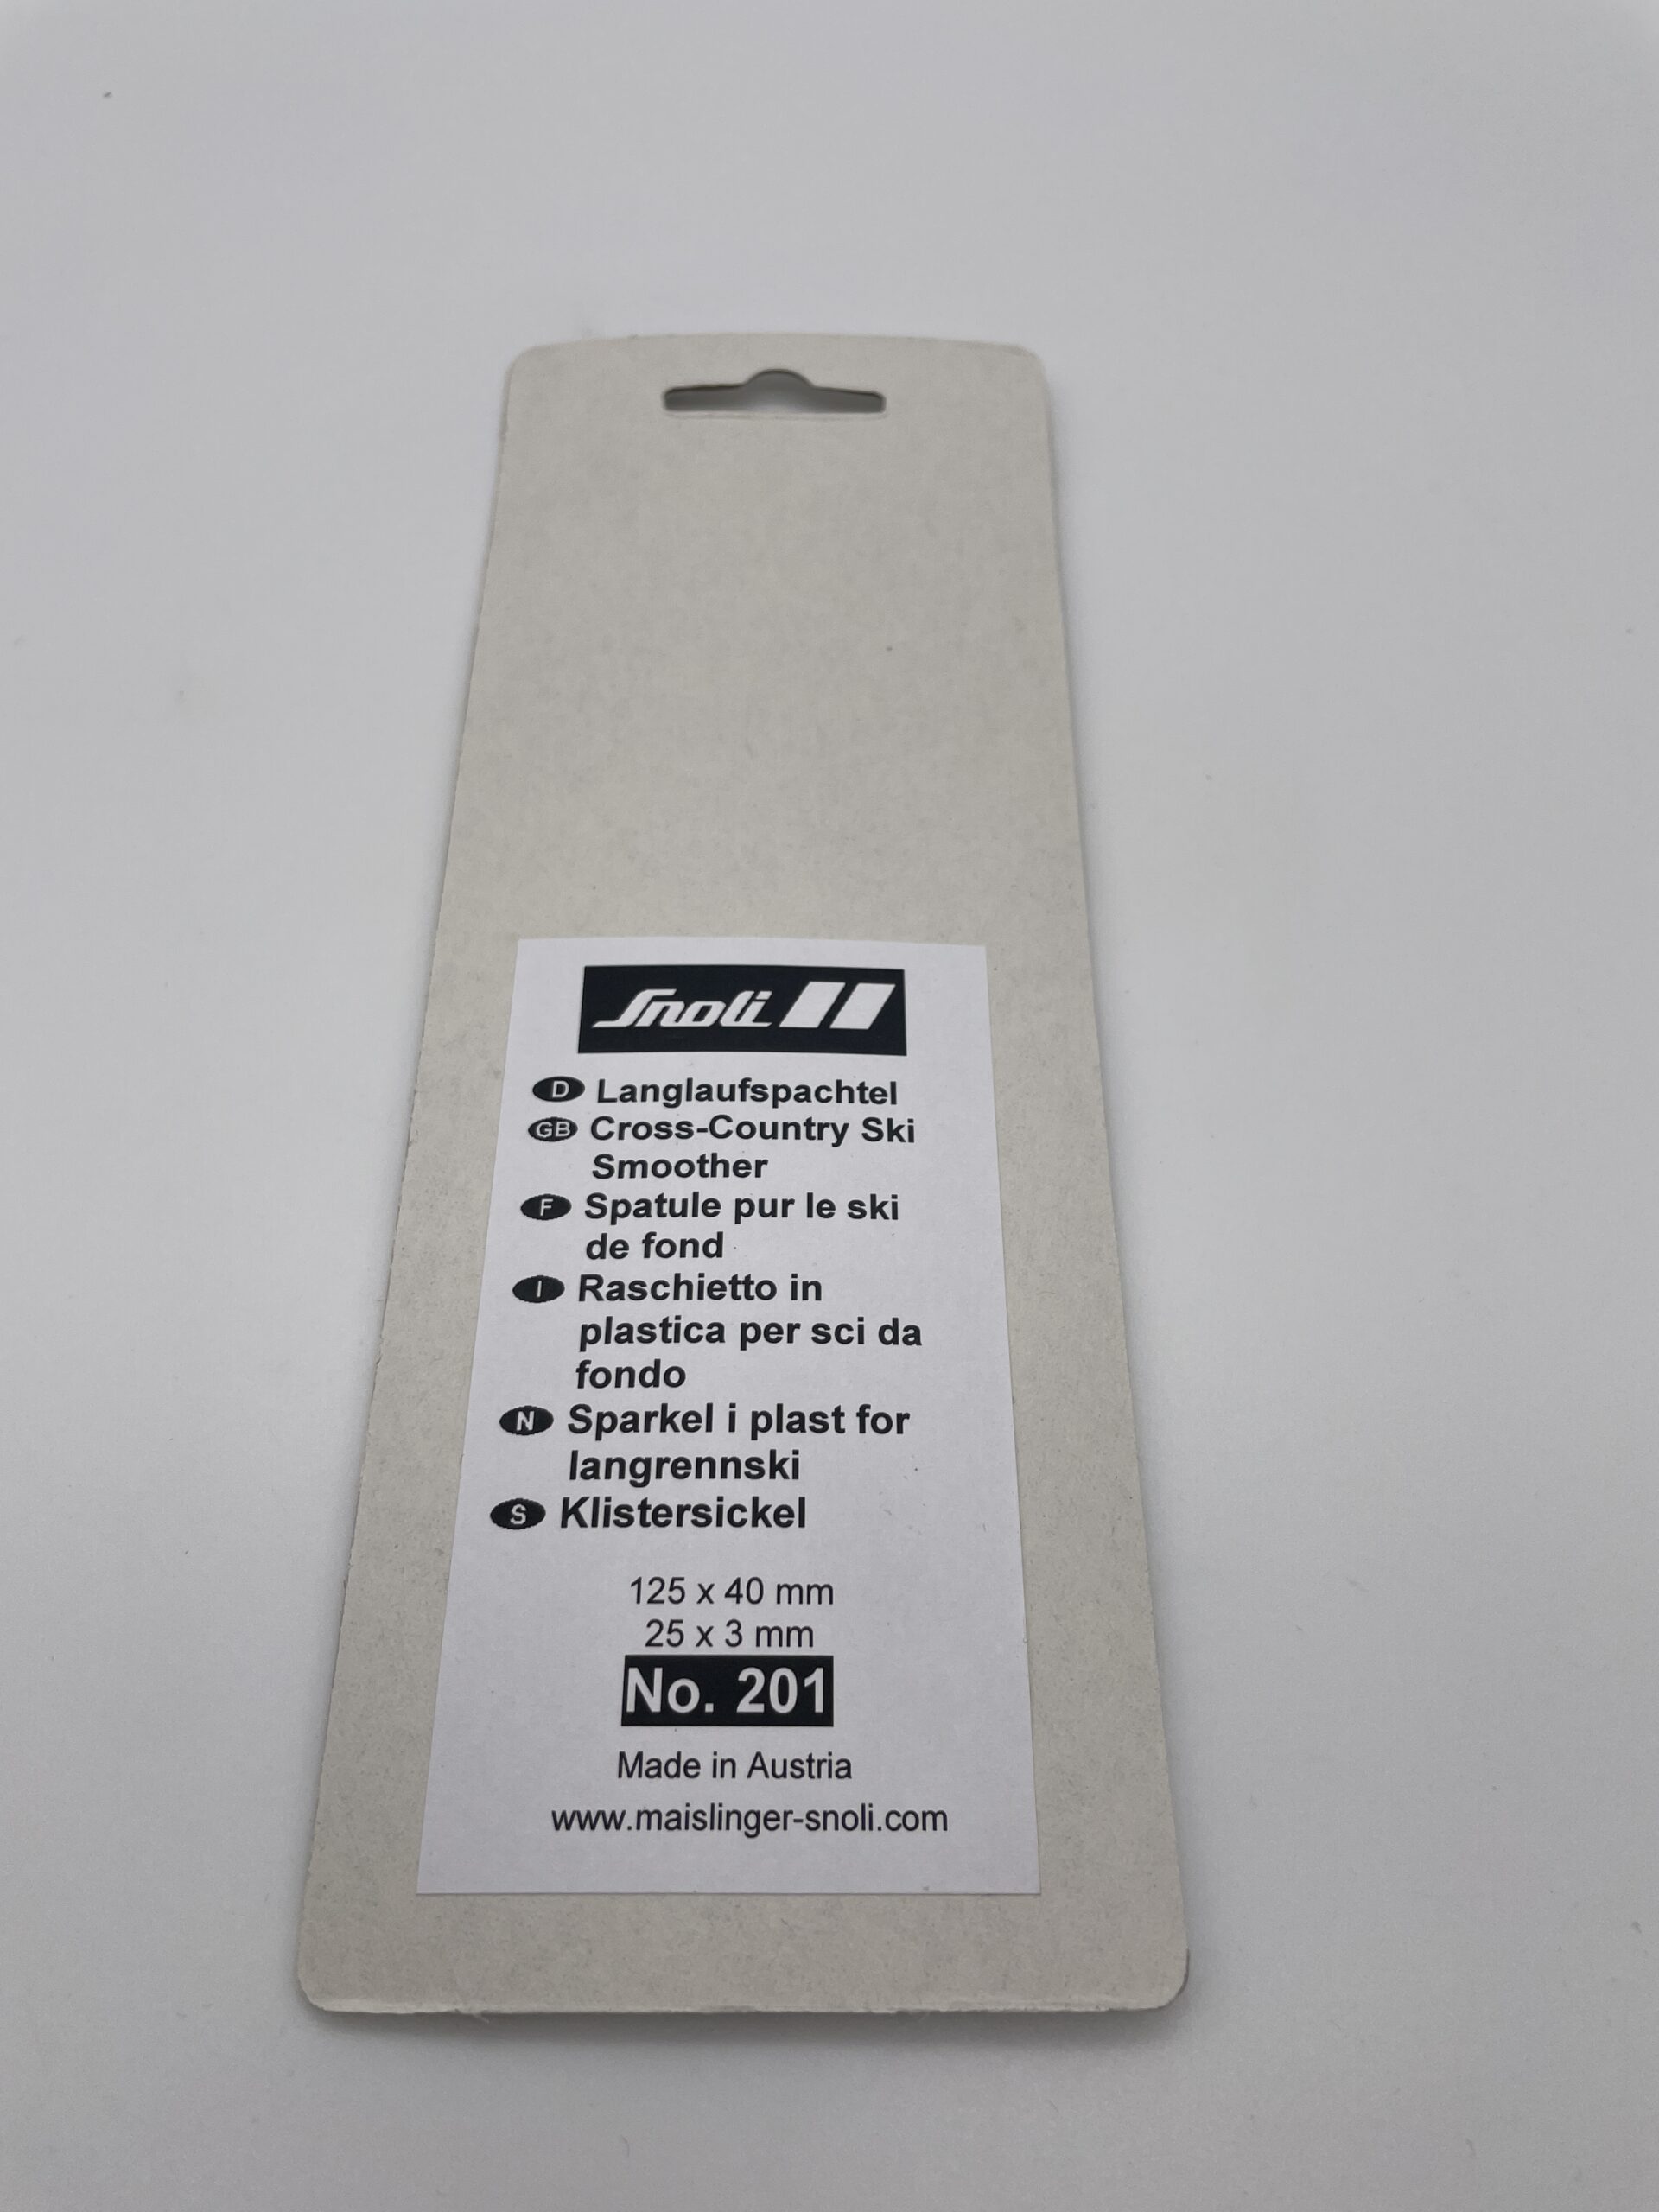 Snoli
D Langlaufspachtel
GB Cross-Country Ski
Smoother
F Spatule pur le ski
de fond
I Raschietto in
plastica per sci da
fondo
N Sparkel i plast for
langrennski
S Klistersickel
125 x 40 mm
25 x 3 mm
No. 201
Made in Austria
www.maislinger-snoli.com